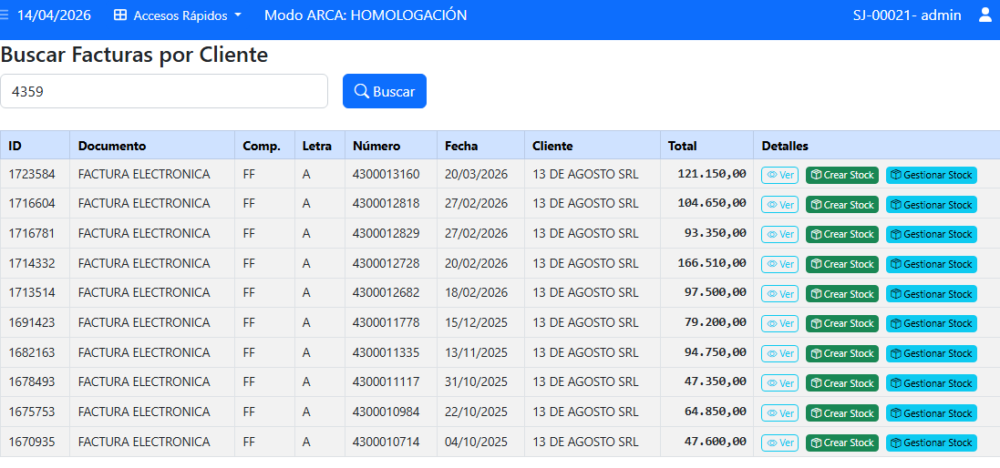 14/04/2026 Accesos Rápidos Modo ARCA: HOMOLOGACIÓN SJ-00021- admin
Buscar Facturas por Cliente
4359 Buscar
ID Documento Comp. Letra Número Fecha Cliente Total Detalles
1723584 FACTURA ELECTRONICA FF A 4300013160 20/03/2026 13 DE AGOSTO SRL 121.150,00 Ver Crear Stock Gestionar Stock
1716604 FACTURA ELECTRONICA FF A 4300012818 27/02/2026 13 DE AGOSTO SRL 104.650,00 Ver Crear Stock Gestionar Stock
1716781 FACTURA ELECTRONICA FF A 4300012829 27/02/2026 13 DE AGOSTO SRL 93.350,00 Ver Crear Stock Gestionar Stock
1714332 FACTURA ELECTRONICA FF A 4300012728 20/02/2026 13 DE AGOSTO SRL 166.510,00 Ver Crear Stock Gestionar Stock
1713514 FACTURA ELECTRONICA FF A 4300012682 18/02/2026 13 DE AGOSTO SRL 97.500,00 Ver Crear Stock Gestionar Stock
1691423 FACTURA ELECTRONICA FF A 4300011778 15/12/2025 13 DE AGOSTO SRL 79.200,00 Ver Crear Stock Gestionar Stock
1682163 FACTURA ELECTRONICA FF A 4300011335 13/11/2025 13 DE AGOSTO SRL 94.750,00 Ver Crear Stock Gestionar Stock
1678493 FACTURA ELECTRONICA FF A 4300011117 31/10/2025 13 DE AGOSTO SRL 47.350,00 Ver Crear Stock Gestionar Stock
1675753 FACTURA ELECTRONICA FF A 4300010984 22/10/2025 13 DE AGOSTO SRL 64.850,00 Ver Crear Stock Gestionar Stock
1670935 FACTURA ELECTRONICA FF A 4300010714 04/10/2025 13 DE AGOSTO SRL 47.600,00 Ver Crear Stock Gestionar Stock